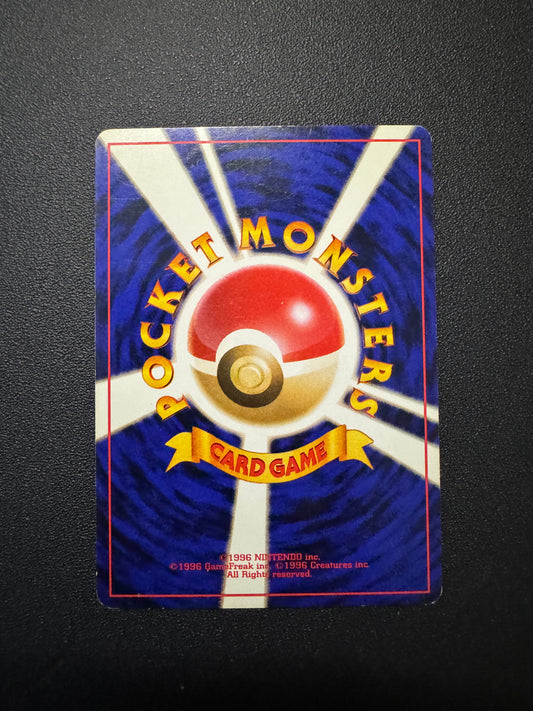 POCKET MONSTERS
CARD GAME
©1996 NINTENDO inc.
©1996 GameFreak inc. ©1996 Creatures inc.
All Rights reserved.